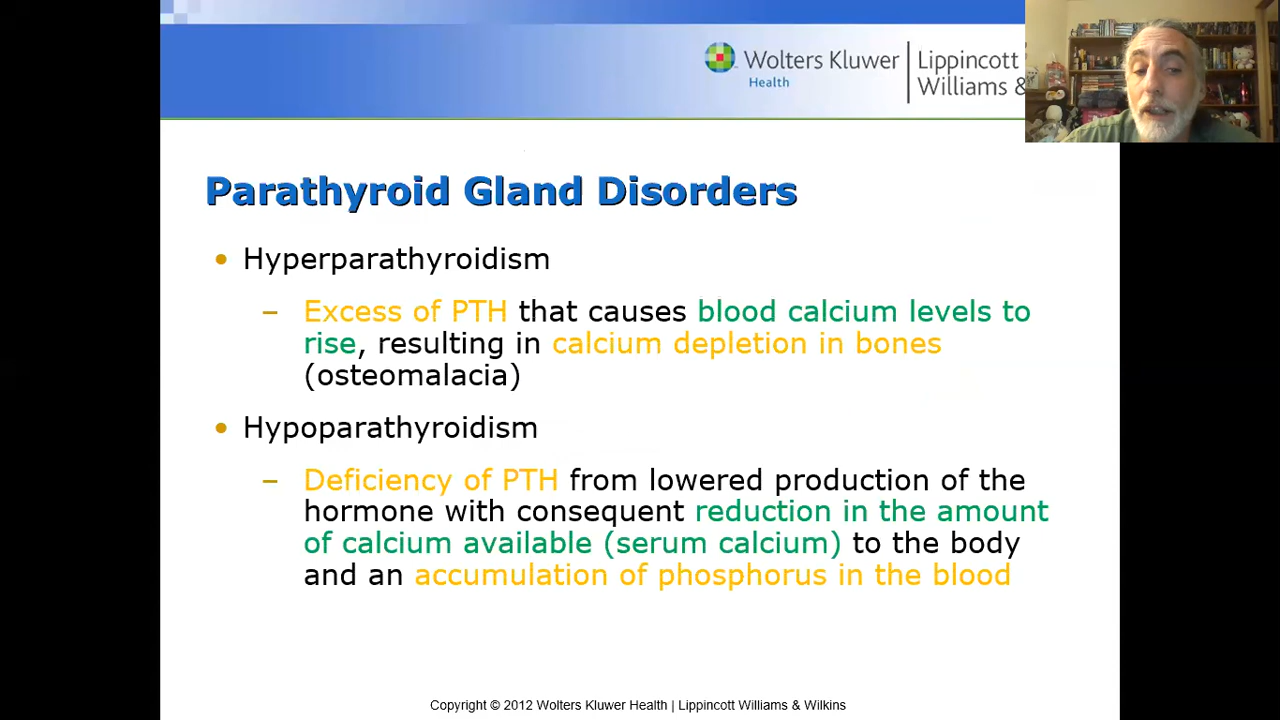 Wolters Kluwer
Health
Lippincott
Williams &
Parathyroid Gland Disorders
• Hyperparathyroidism
– Excess of PTH that causes blood calcium levels to
rise, resulting in calcium depletion in bones
(osteomalacia)
• Hypoparathyroidism
– Deficiency of PTH from lowered production of the
hormone with consequent reduction in the amount
of calcium available (serum calcium) to the body
and an accumulation of phosphorus in the blood
Copyright © 2012 Wolters Kluwer Health | Lippincott Williams & Wilkins